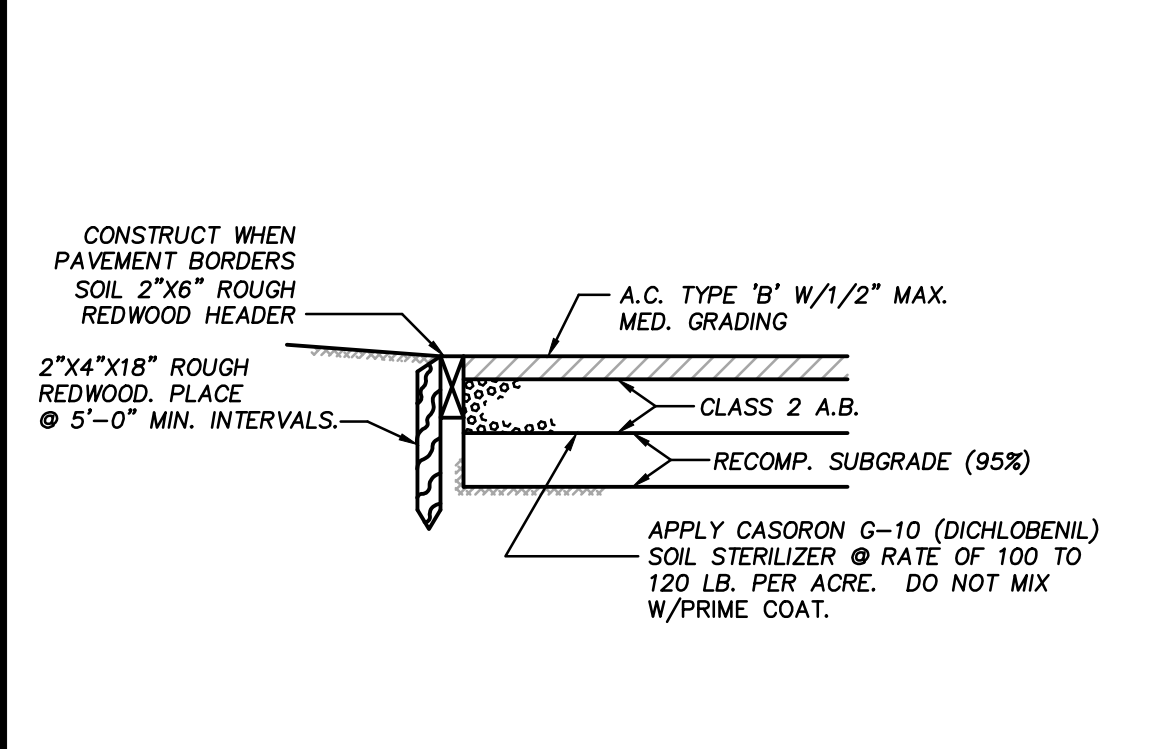 CONSTRUCT WHEN
PAVEMENT BORDERS
SOIL 2"X6" ROUGH
REDWOOD HEADER
2"X4"X18" ROUGH
REDWOOD. PLACE
@ 5'-0" MIN. INTERVALS.
A.C. TYPE 'B' W/1/2" MAX.
MED. GRADING
CLASS 2 A.B.
RECOMP. SUBGRADE (95%)
APPLY CASORON G-10 (DICHLOBENIL)
SOIL STERILIZER @ RATE OF 100 TO
120 LB. PER ACRE. DO NOT MIX
W/PRIME COAT.